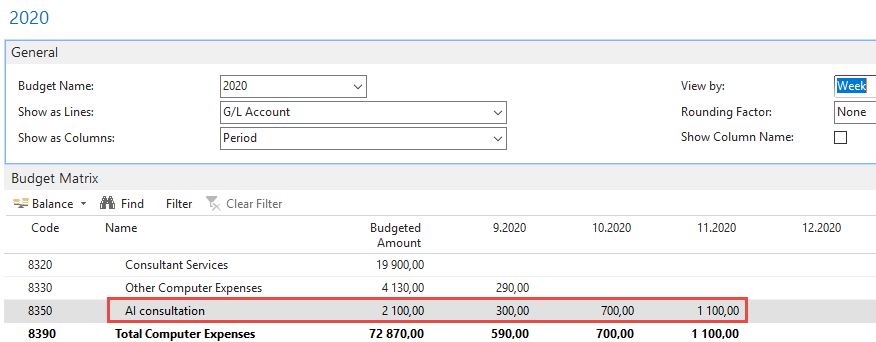 2020
General
Budget Name: 2020 View by: Week
Show as Lines: G/L Account Rounding Factor: None
Show as Columns: Period Show Column Name:
Budget Matrix
Balance Find Filter Clear Filter
Code Name Budgeted Amount 9.2020 10.2020 11.2020 12.2020
8320 Consultant Services 19 900,00
8330 Other Computer Expenses 4 130,00 290,00
8350 AI consultation 2 100,00 300,00 700,00 1 100,00
8390 Total Computer Expenses 72 870,00 590,00 700,00 1 100,00